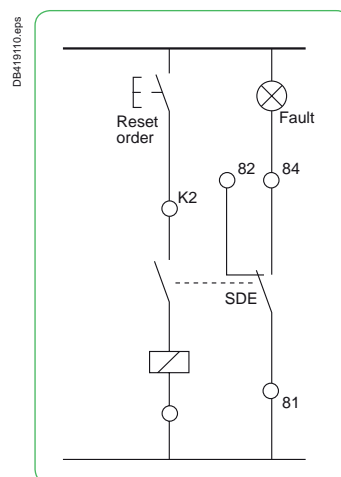 DB419110.eps
Reset
order
Fault
82
84
K2
SDE
81